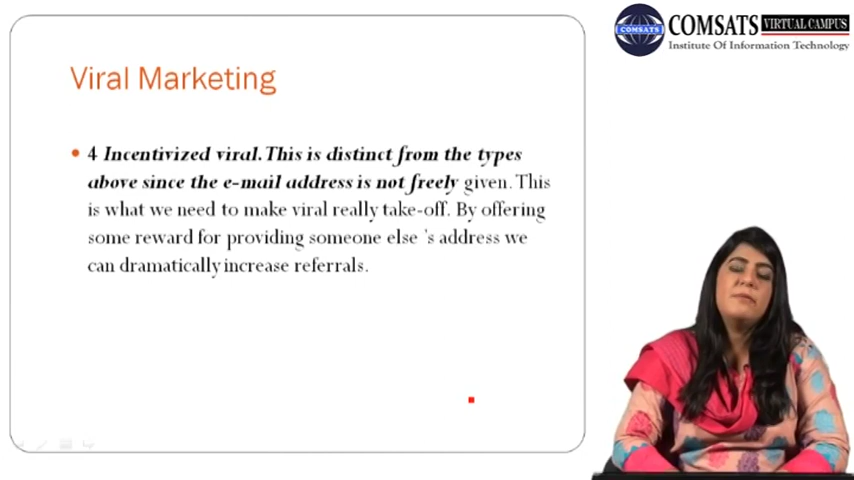 COMSATS
COMSATS VIRTUAL CAMPUS
Institute Of Information Technology
Viral Marketing
• 4 Incentivized viral. This is distinct from the types
above since the e-mail address is not freely given. This
is what we need to make viral really take-off. By offering
some reward for providing someone else 's address we
can dramatically increase referrals.